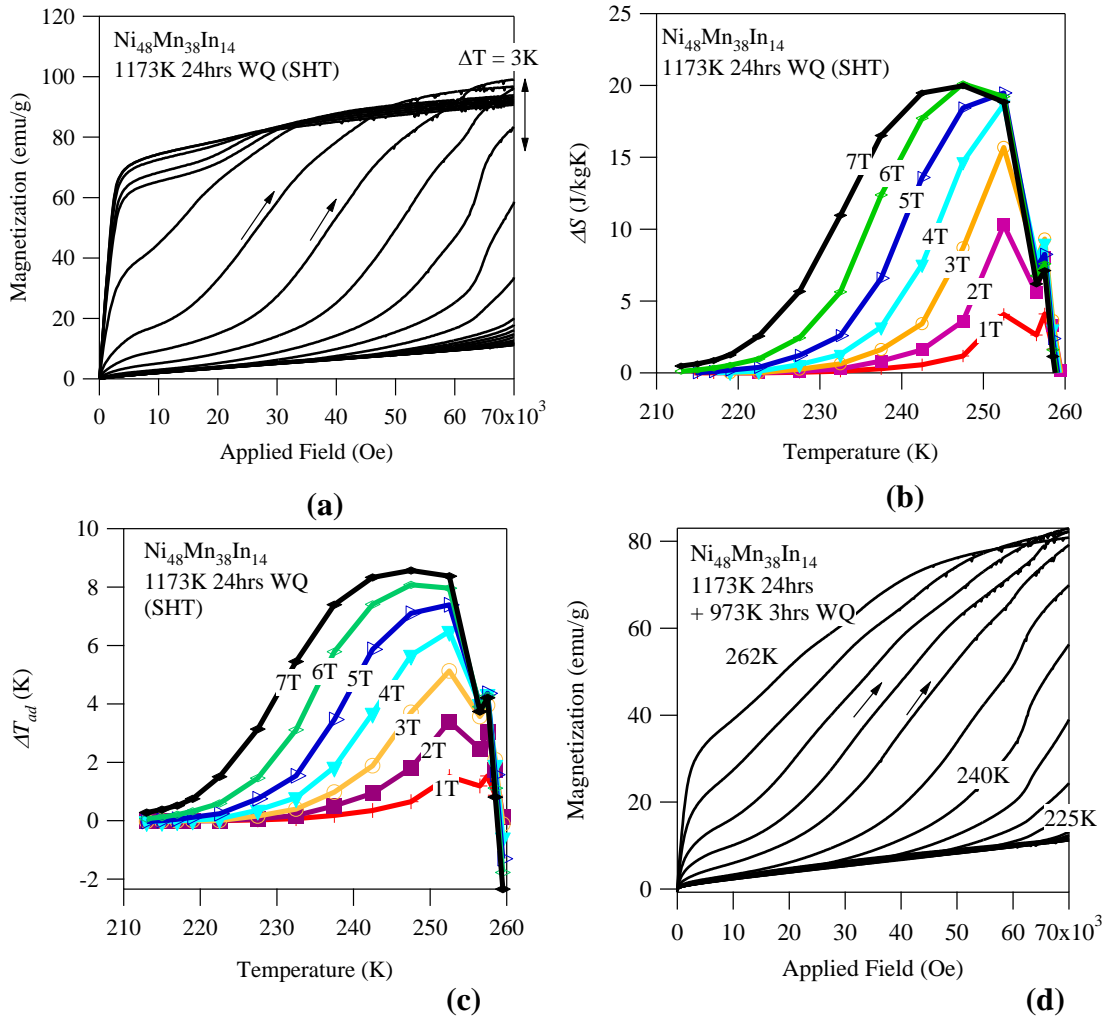 120
100
80
60
40
20
0
Magnetization (emu/g)
Ni48Mn38In14
1173K 24hrs WQ (SHT)
ΔT = 3K
0 10 20 30 40 50 60 70x10^3
Applied Field (Oe)
(a)
25
20
15
10
5
0
ΔS (J/kgK)
Ni48Mn38In14
1173K 24hrs WQ (SHT)
7T
6T
5T
4T
3T
2T
1T
210 220 230 240 250 260
Temperature (K)
(b)
10
8
6
4
2
0
-2
ΔTad (K)
Ni48Mn38In14
1173K 24hrs WQ
(SHT)
7T
6T
5T
4T
3T
2T
1T
210 220 230 240 250 260
Temperature (K)
(c)
80
60
40
20
0
Magnetization (emu/g)
Ni48Mn38In14
1173K 24hrs
+ 973K 3hrs WQ
262K
240K
225K
0 10 20 30 40 50 60 70x10^3
Applied Field (Oe)
(d)